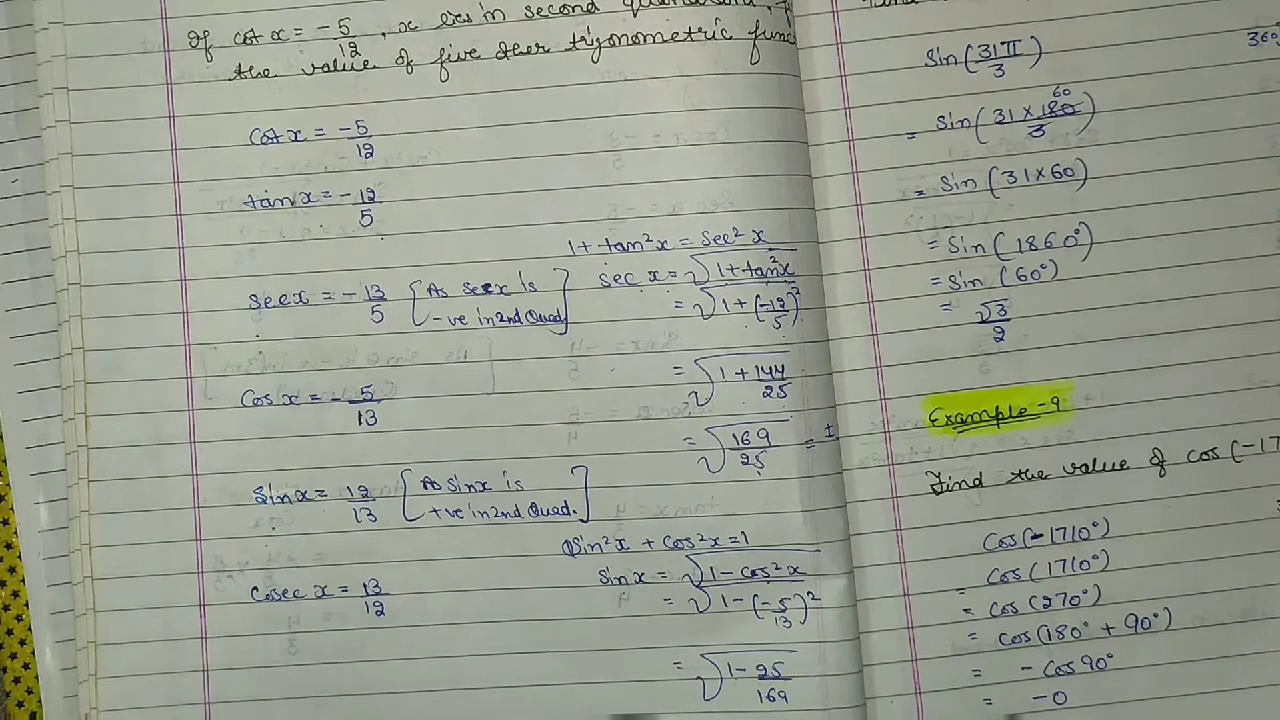 If cot x = -5/12, x lies in second
the value of five other trigonometric
cot x = -5/12
tan x = -12/5
1 + tan²x = sec²x
sec x = -13/5 [As sec x is -ve in 2nd Quad]
sec x = √(1 + tan²x)
= √(1 + (-12/5)²)
= √(1 + 144/25)
cos x = -5/13
= √(169/25) = ±
sin x = 12/13 [As sin x is +ve in 2nd Quad.]
sin²x + cos²x = 1
sin x = √(1 - cos²x)
cosec x = 13/12
= √(1 - (-5/13)²)
= √(1 - 25/169)
Sin(31π/3)
360
= Sin(31 × 180/3) 60
= Sin (31×60)
= Sin (1860°)
= Sin (60°)
= √3/2
Example-9
Find the value of cos (-17
Cos(-1710°)
= Cos(1710°)
= Cos(270°)
= Cos(180° + 90°)
= -Cos90°
= -0